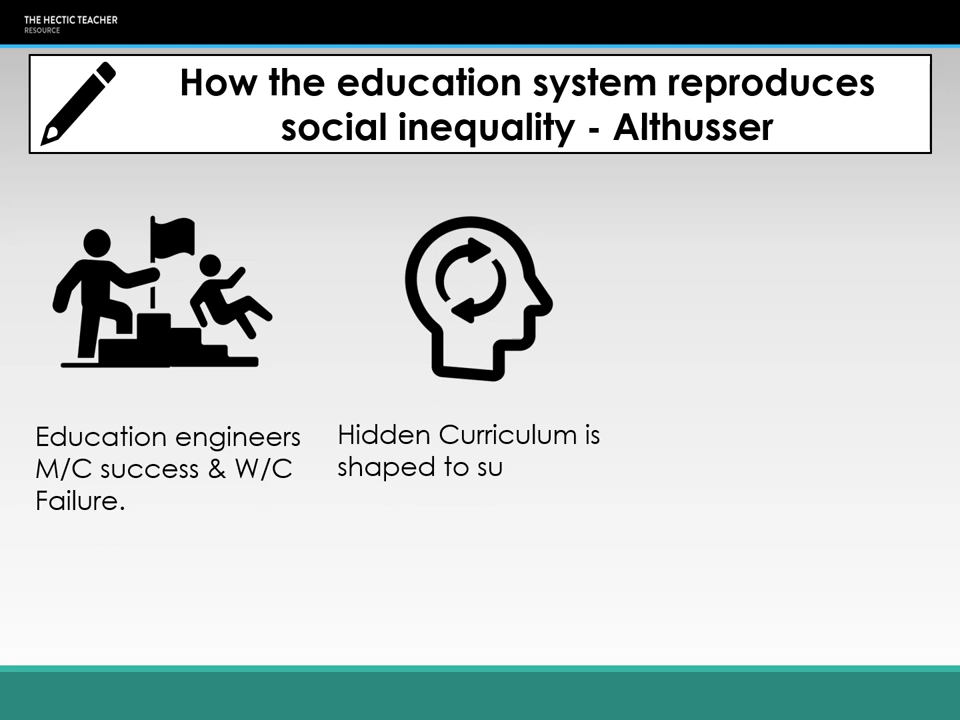 THE HECTIC TEACHER
RESOURCE
How the education system reproduces
social inequality - Althusser
Education engineers
M/C success & W/C
Failure.
Hidden Curriculum is
shaped to su